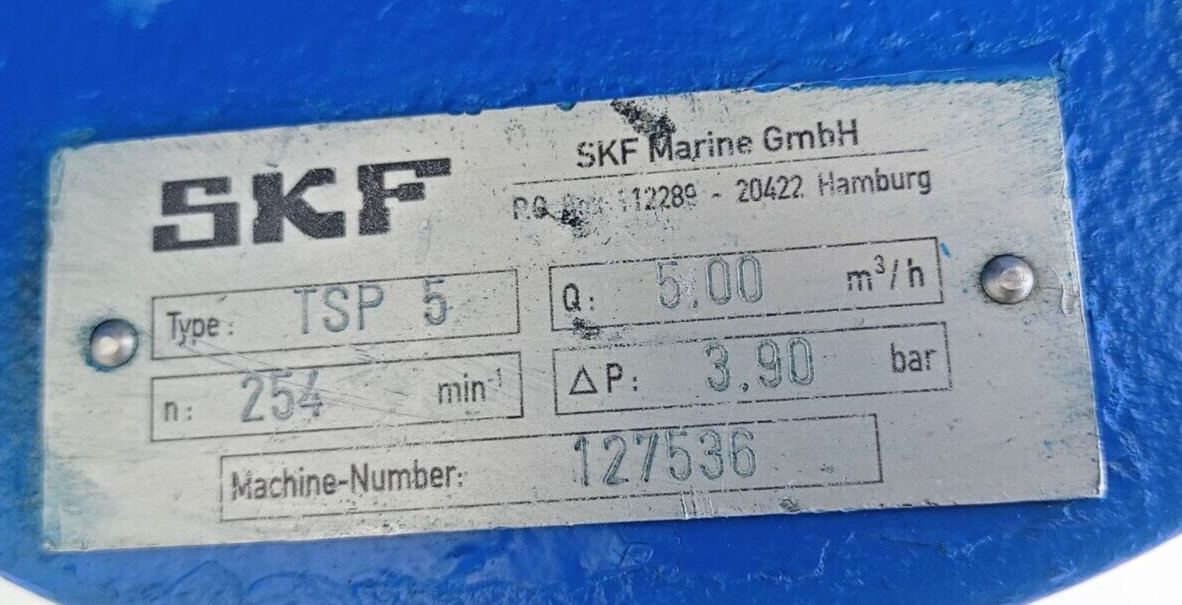 SKF
SKF Marine GmbH
P.O. Box 112289 - 20422 Hamburg
Type: TSP 5
Q: 5,00 m³/h
n: 254 min⁻¹
△P: 3,90 bar
Machine-Number: 127536